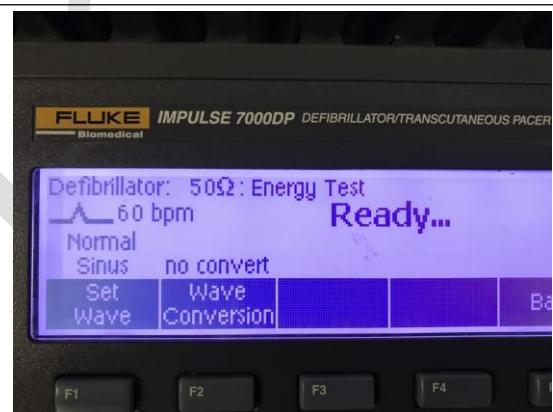 FLUKE IMPULSE 7000DP DEFIBRILLATOR/TRANSCUTANEOUS PACER
Biomedical
Defibrillator: 50Ω: Energy Test
60 bpm Ready...
Normal
Sinus no convert
Set Wave
Wave Conversion
F1 F2 F3 F4